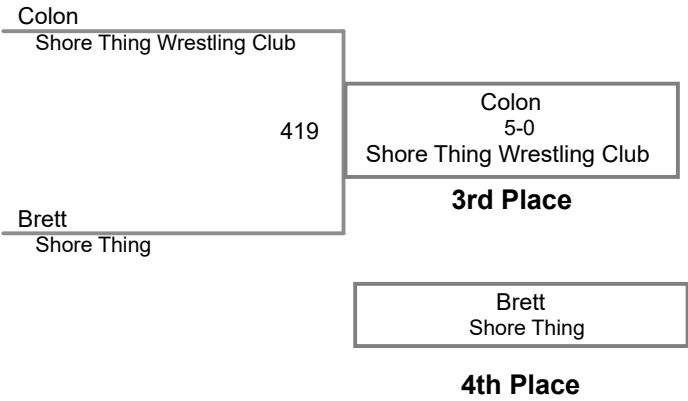 Colon
Shore Thing Wrestling Club
419
Colon
5-0
Shore Thing Wrestling Club
3rd Place
Brett
Shore Thing
Brett
Shore Thing
4th Place